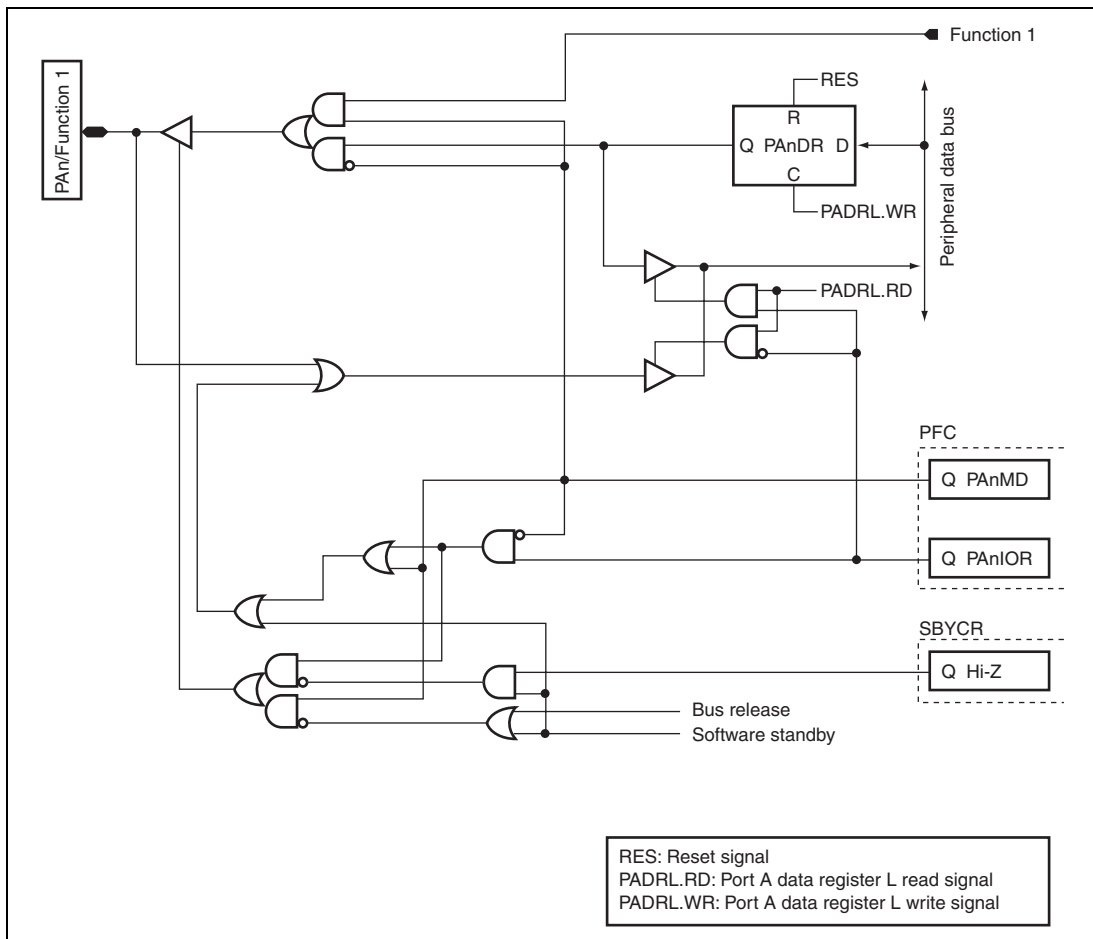 Function 1
PAn/Function 1
RES
R
Q PAnDR D
C
PADRL.WR
Peripheral data bus
PADRL.RD
PFC
Q PAnMD
Q PAnIOR
SBYCR
Q Hi-Z
Bus release
Software standby
RES: Reset signal
PADRL.RD: Port A data register L read signal
PADRL.WR: Port A data register L write signal